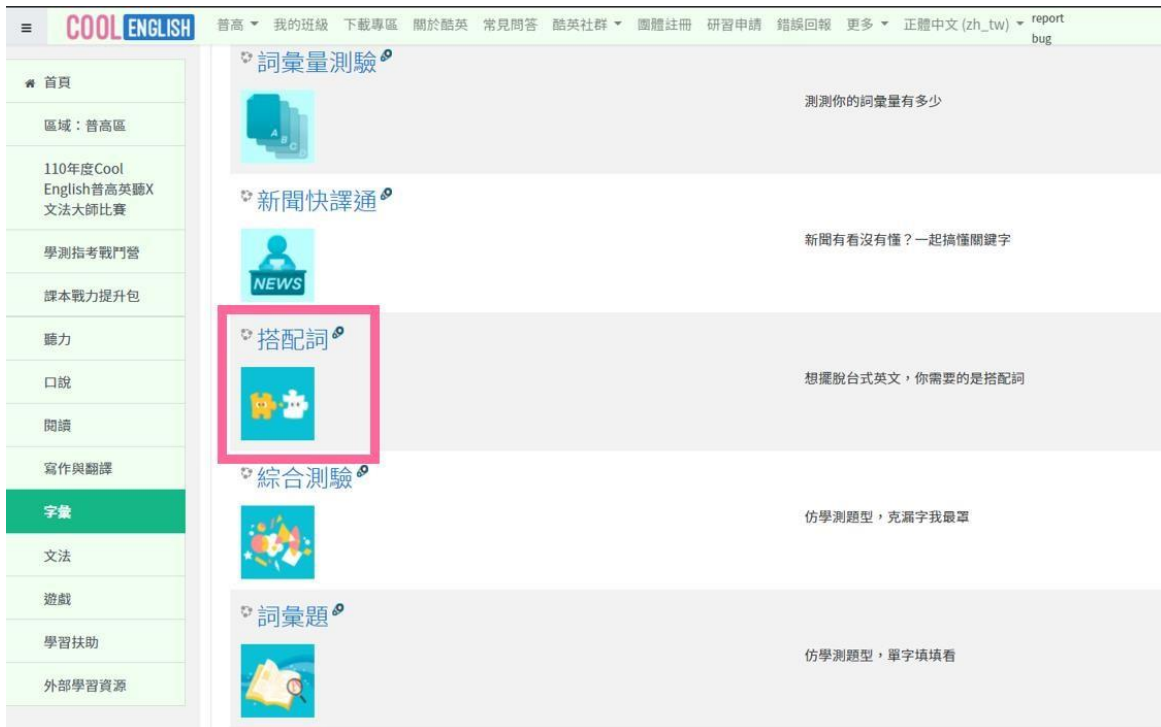 COOL ENGLISH 普高 我的班級 下載專區 關於酷英 常見問答 酷英社群 團體註冊 研習申請 錯誤回報 更多 正體中文 (zh_tw) report
bug
首頁
區域：普高區
110年度Cool
English普高英聽X
文法大師比賽
學測指考戰鬥營
課本戰力提升包
聽力
口說
閱讀
寫作與翻譯
字彙
文法
遊戲
學習扶助
外部學習資源
詞彙量測驗
A B C
測測你的詞彙量有多少
新聞快譯通
NEWS
新聞有看沒有懂？一起搞懂關鍵字
搭配詞
想擺脫台式英文，你需要的是搭配詞
綜合測驗
仿學測題型，克漏字我最罩
詞彙題
仿學測題型，單字填填看